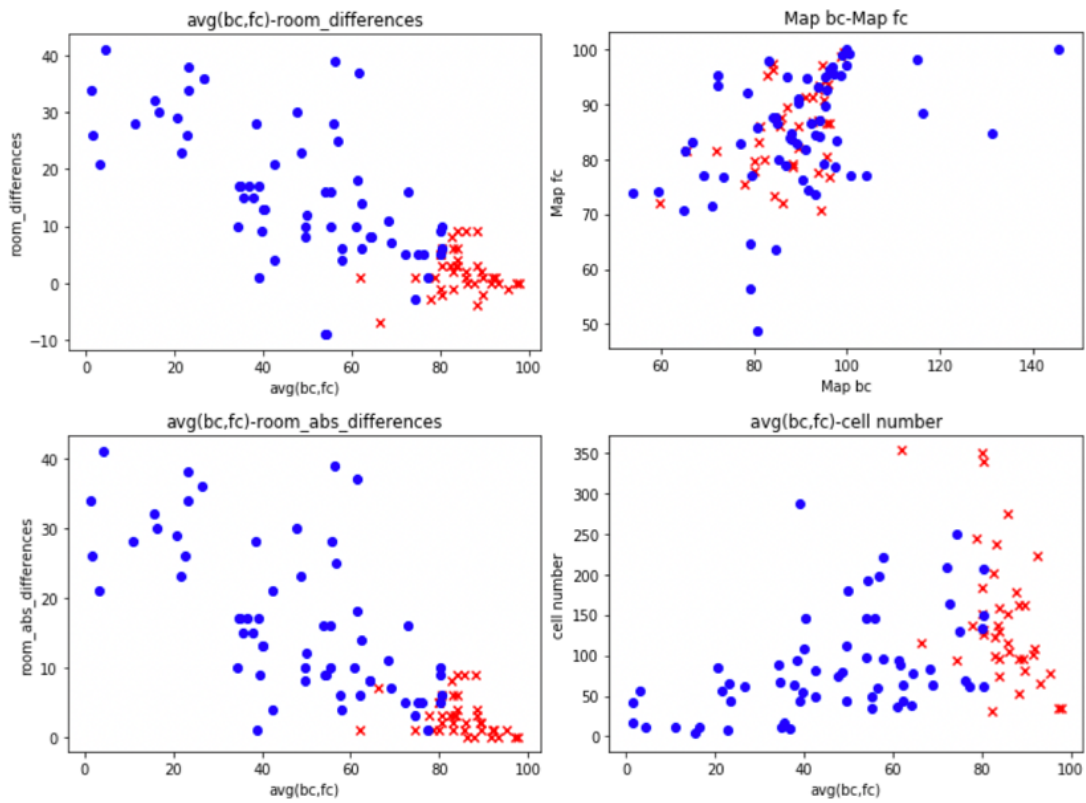 avg(bc,fc)-room_differences
room_differences
40
30
20
10
0
−10
0 20 40 60 80 100
avg(bc,fc)
Map bc-Map fc
Map fc
100
90
80
70
60
50
60 80 100 120 140
Map bc
avg(bc,fc)-room_abs_differences
room_abs_differences
40
30
20
10
0
0 20 40 60 80 100
avg(bc,fc)
avg(bc,fc)-cell number
cell number
350
300
250
200
150
100
50
0
0 20 40 60 80 100
avg(bc,fc)